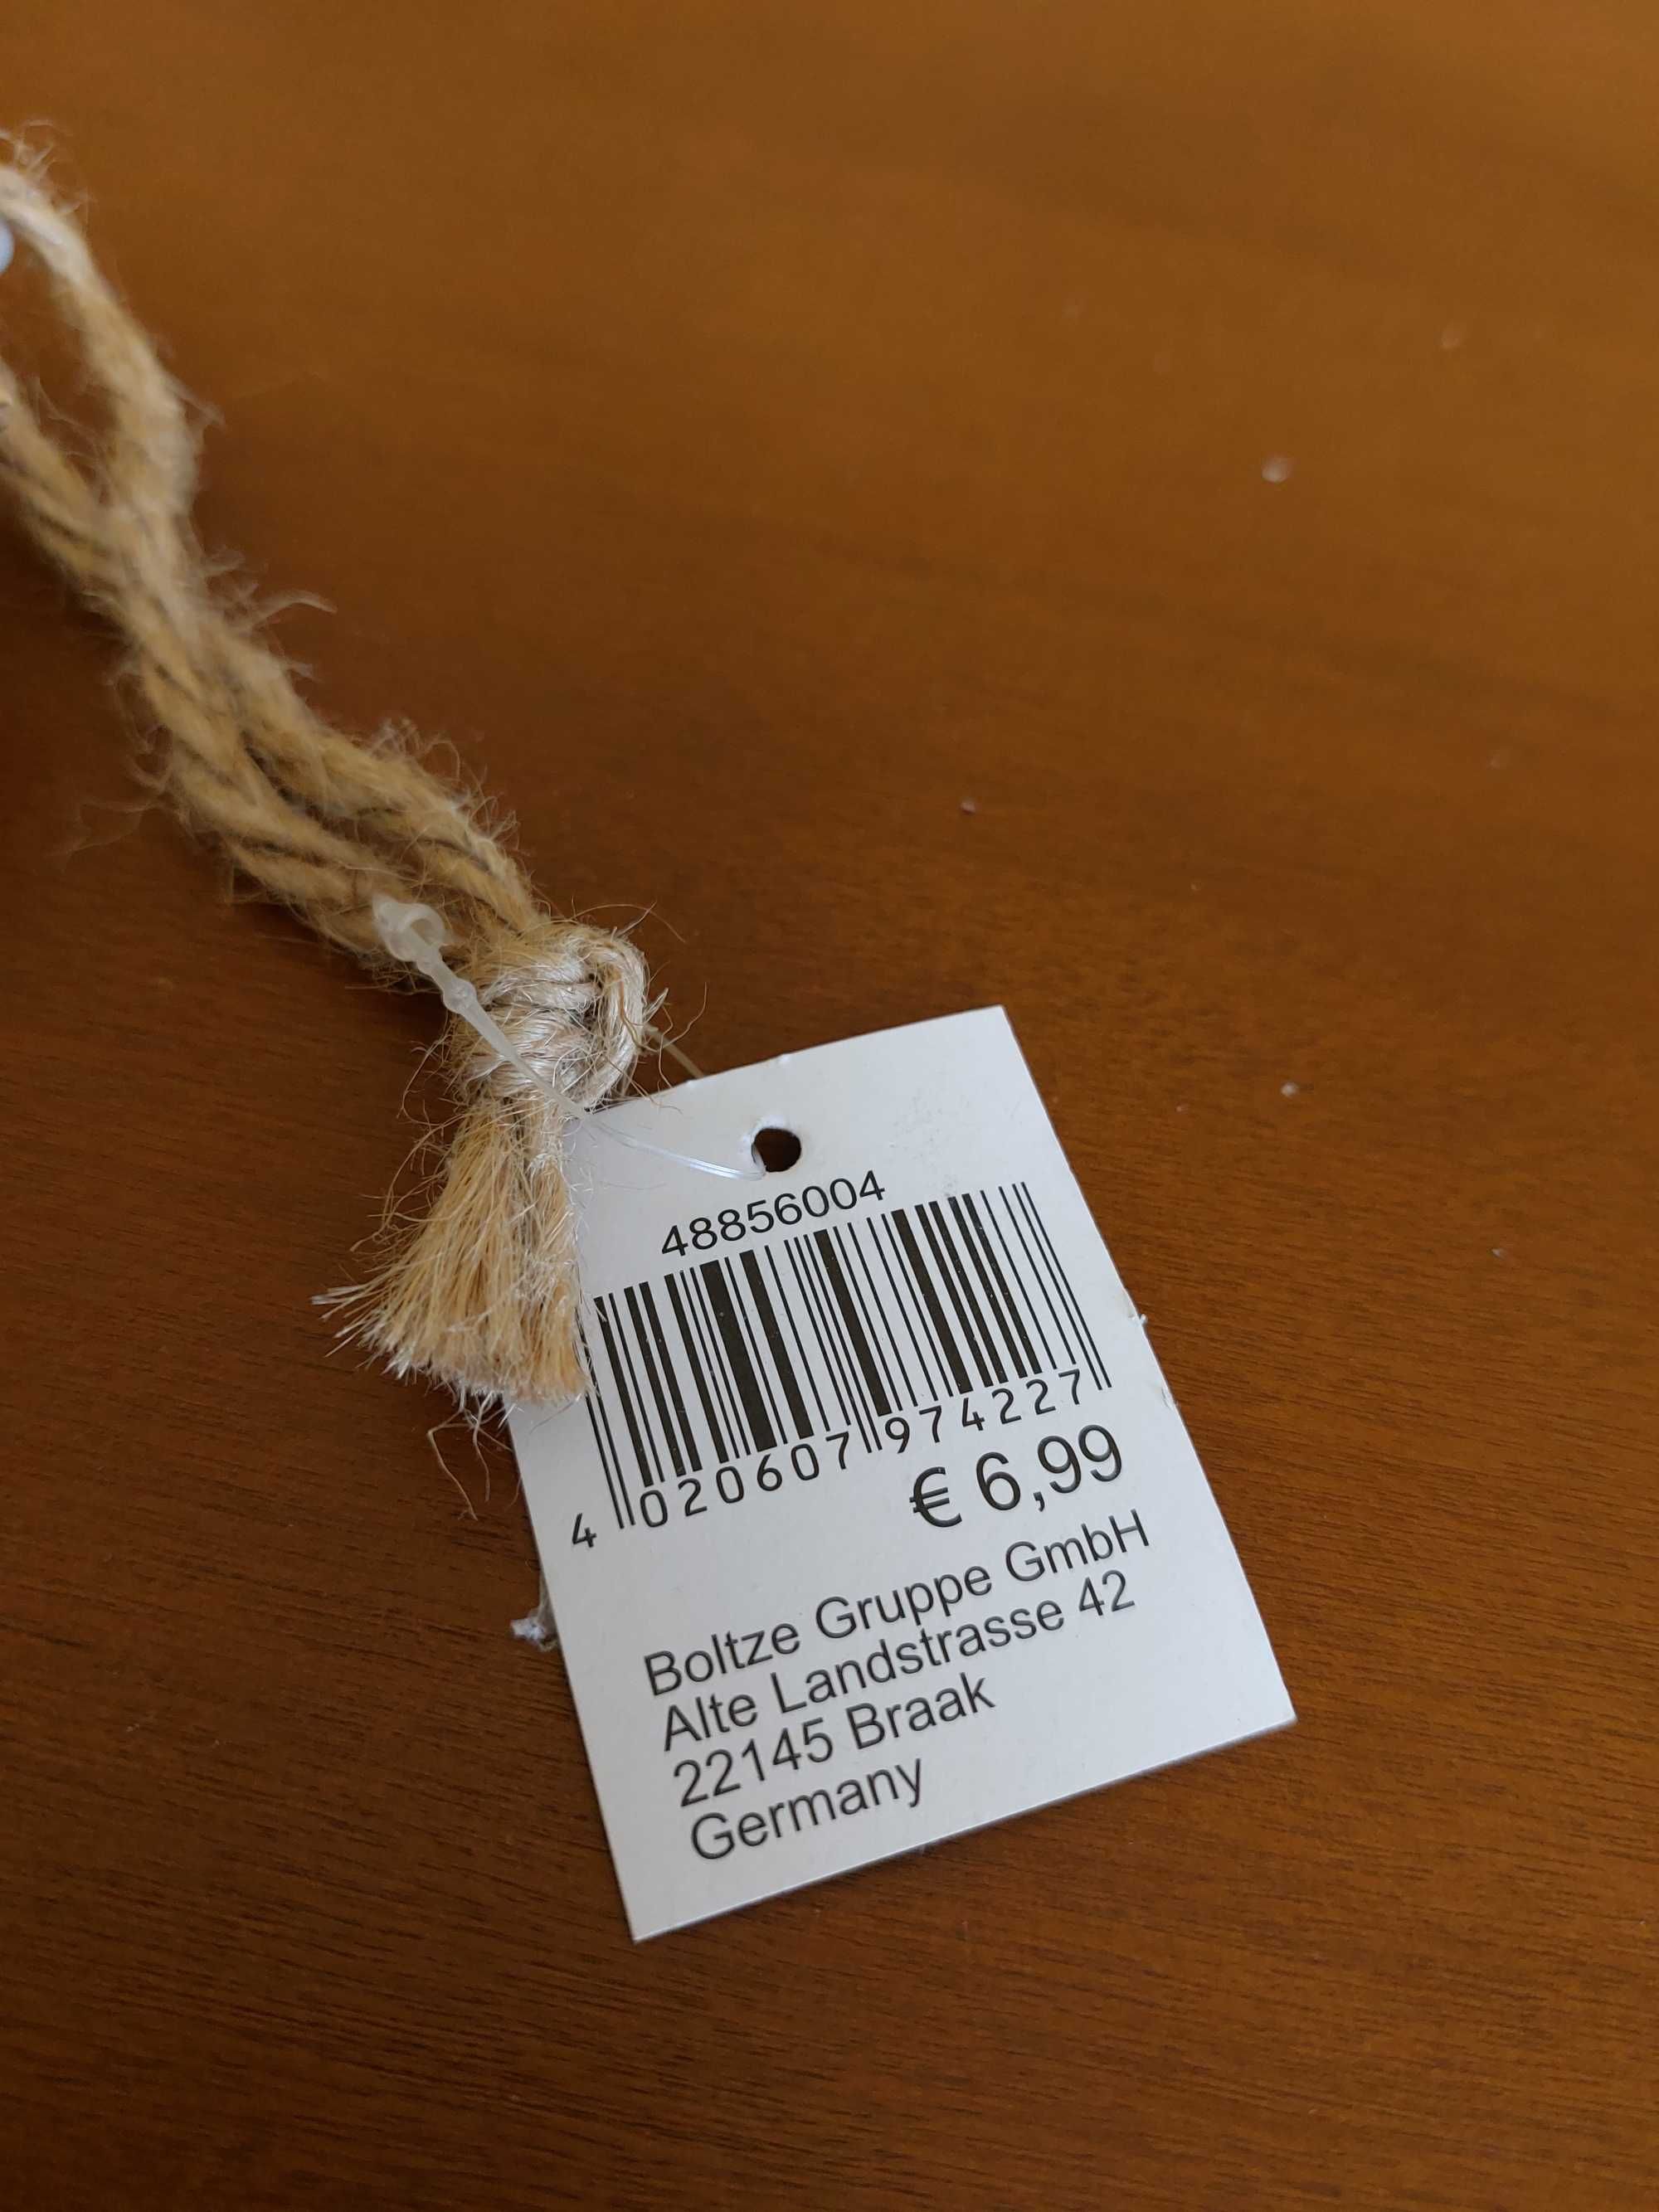 48856004
4 020607 974227
€ 6,99
Boltze Gruppe GmbH
Alte Landstrasse 42
22145 Braak
Germany